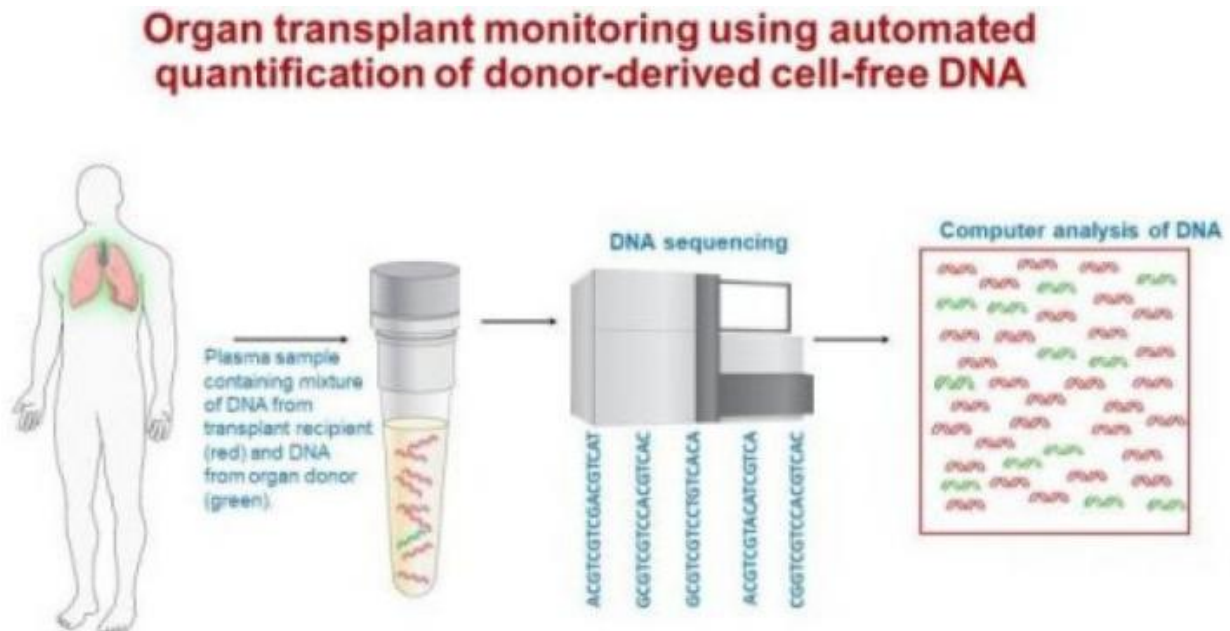 Organ transplant monitoring using automated
quantification of donor-derived cell-free DNA
Plasma sample
containing mixture
of DNA from
transplant recipient
(red) and DNA
from organ donor
(green).
DNA sequencing
ACGTCGTCGACGTCAT
GCGTCGTCCACGTCAC
GCGTCGTCCTGTCACA
ACGTCGTACATCGTCA
CGGTCGTCCACGTCAC
Computer analysis of DNA